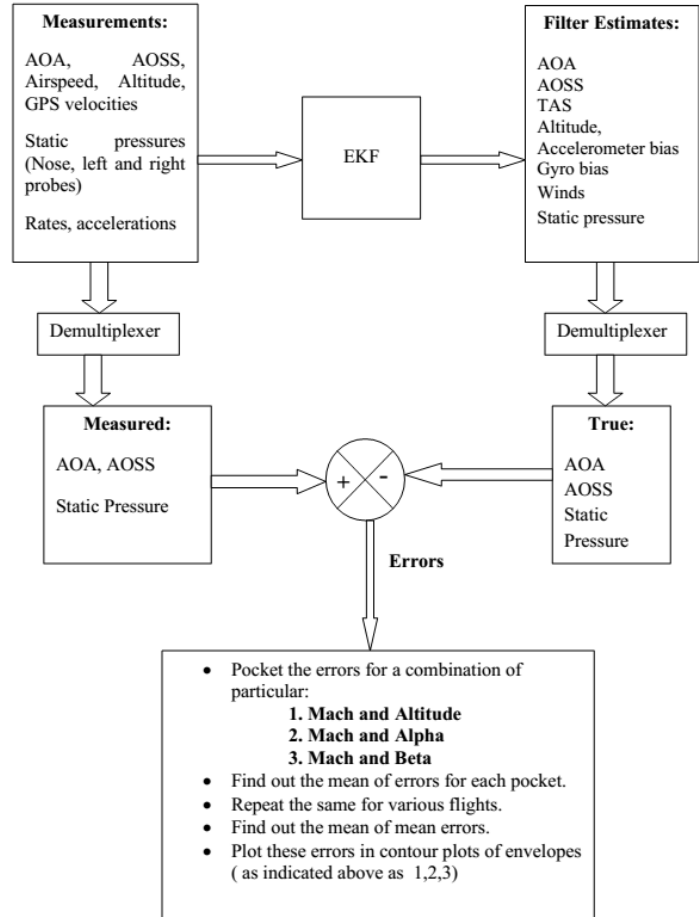 Measurements:
AOA, AOSS,
Airspeed, Altitude,
GPS velocities
Static pressures
(Nose, left and right
probes)
Rates, accelerations
EKF
Filter Estimates:
AOA
AOSS
TAS
Altitude,
Accelerometer bias
Gyro bias
Winds
Static pressure
Demultiplexer
Demultiplexer
Measured:
AOA, AOSS
Static Pressure
+
-
True:
AOA
AOSS
Static
Pressure
Errors
• Pocket the errors for a combination of
particular:
1. Mach and Altitude
2. Mach and Alpha
3. Mach and Beta
• Find out the mean of errors for each pocket.
• Repeat the same for various flights.
• Find out the mean of mean errors.
• Plot these errors in contour plots of envelopes
( as indicated above as 1,2,3)